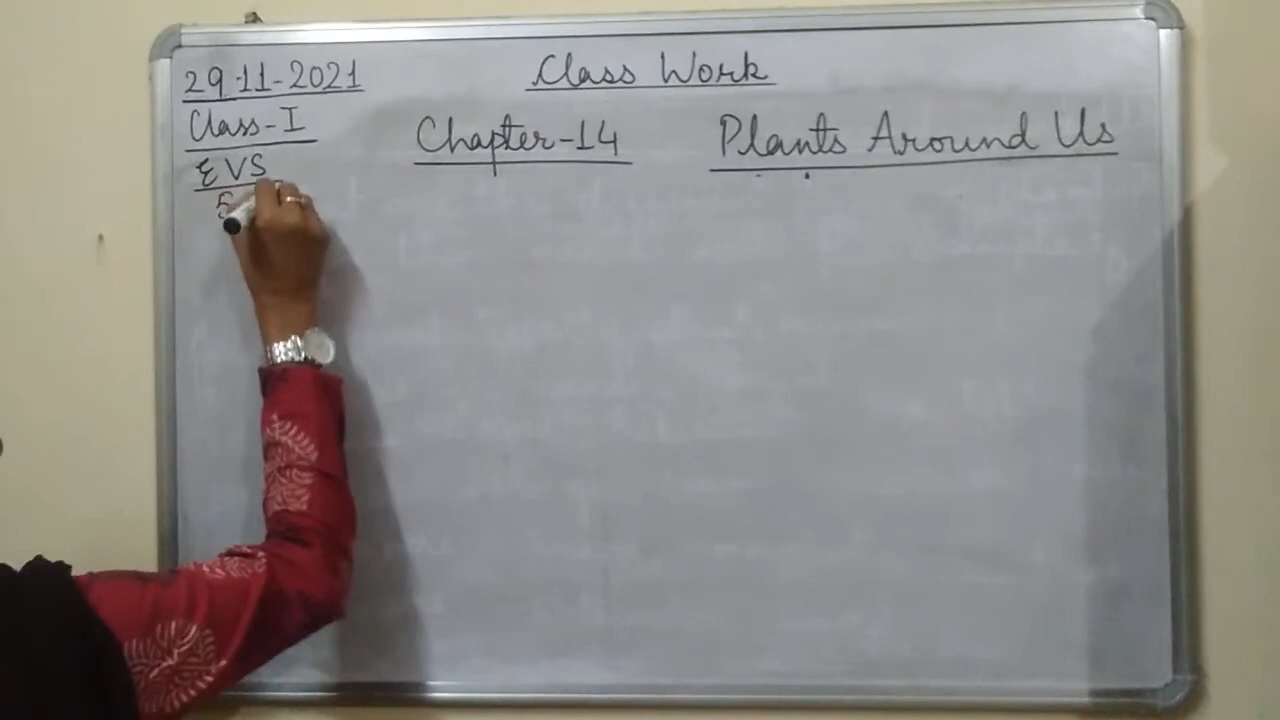 29-11-2021
Class Work
Class-I
Chapter-14
Plants Around Us
EVS